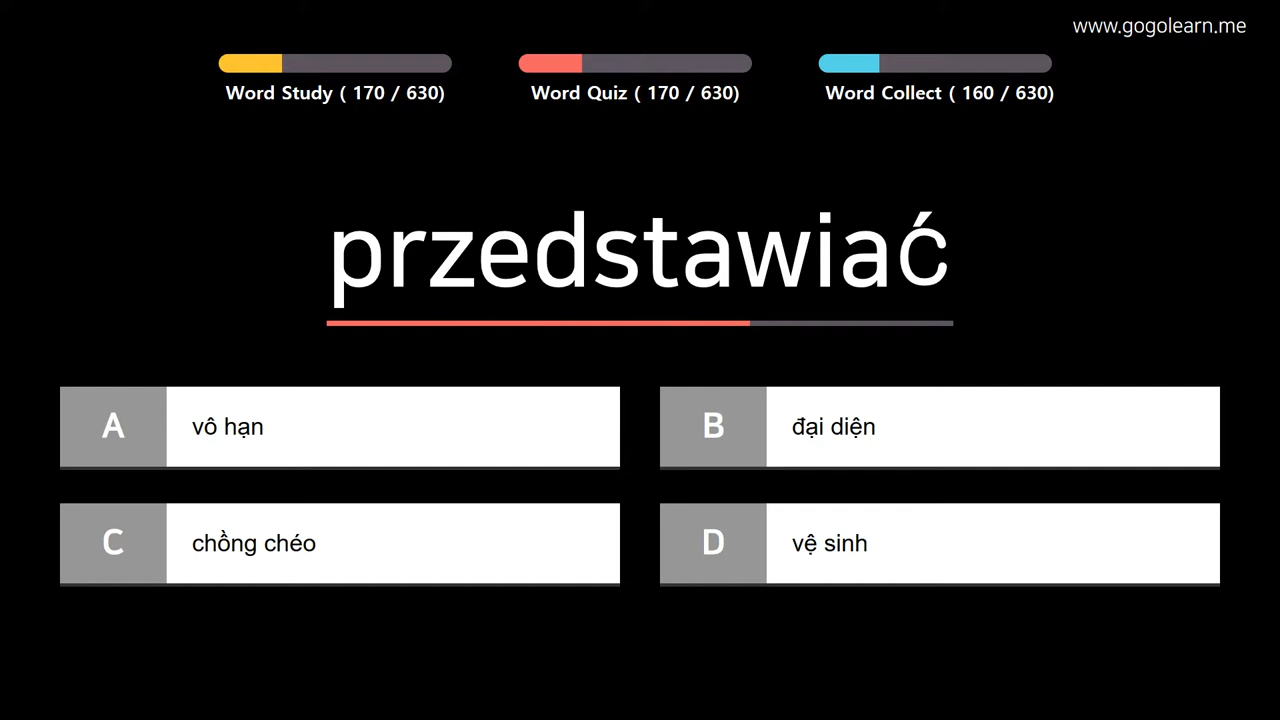 www.gogolearn.me
Word Study ( 170 / 630)
Word Quiz ( 170 / 630)
Word Collect ( 160 / 630)
przedstawiać
A vô hạn
B đại diện
C chồng chéo
D vệ sinh